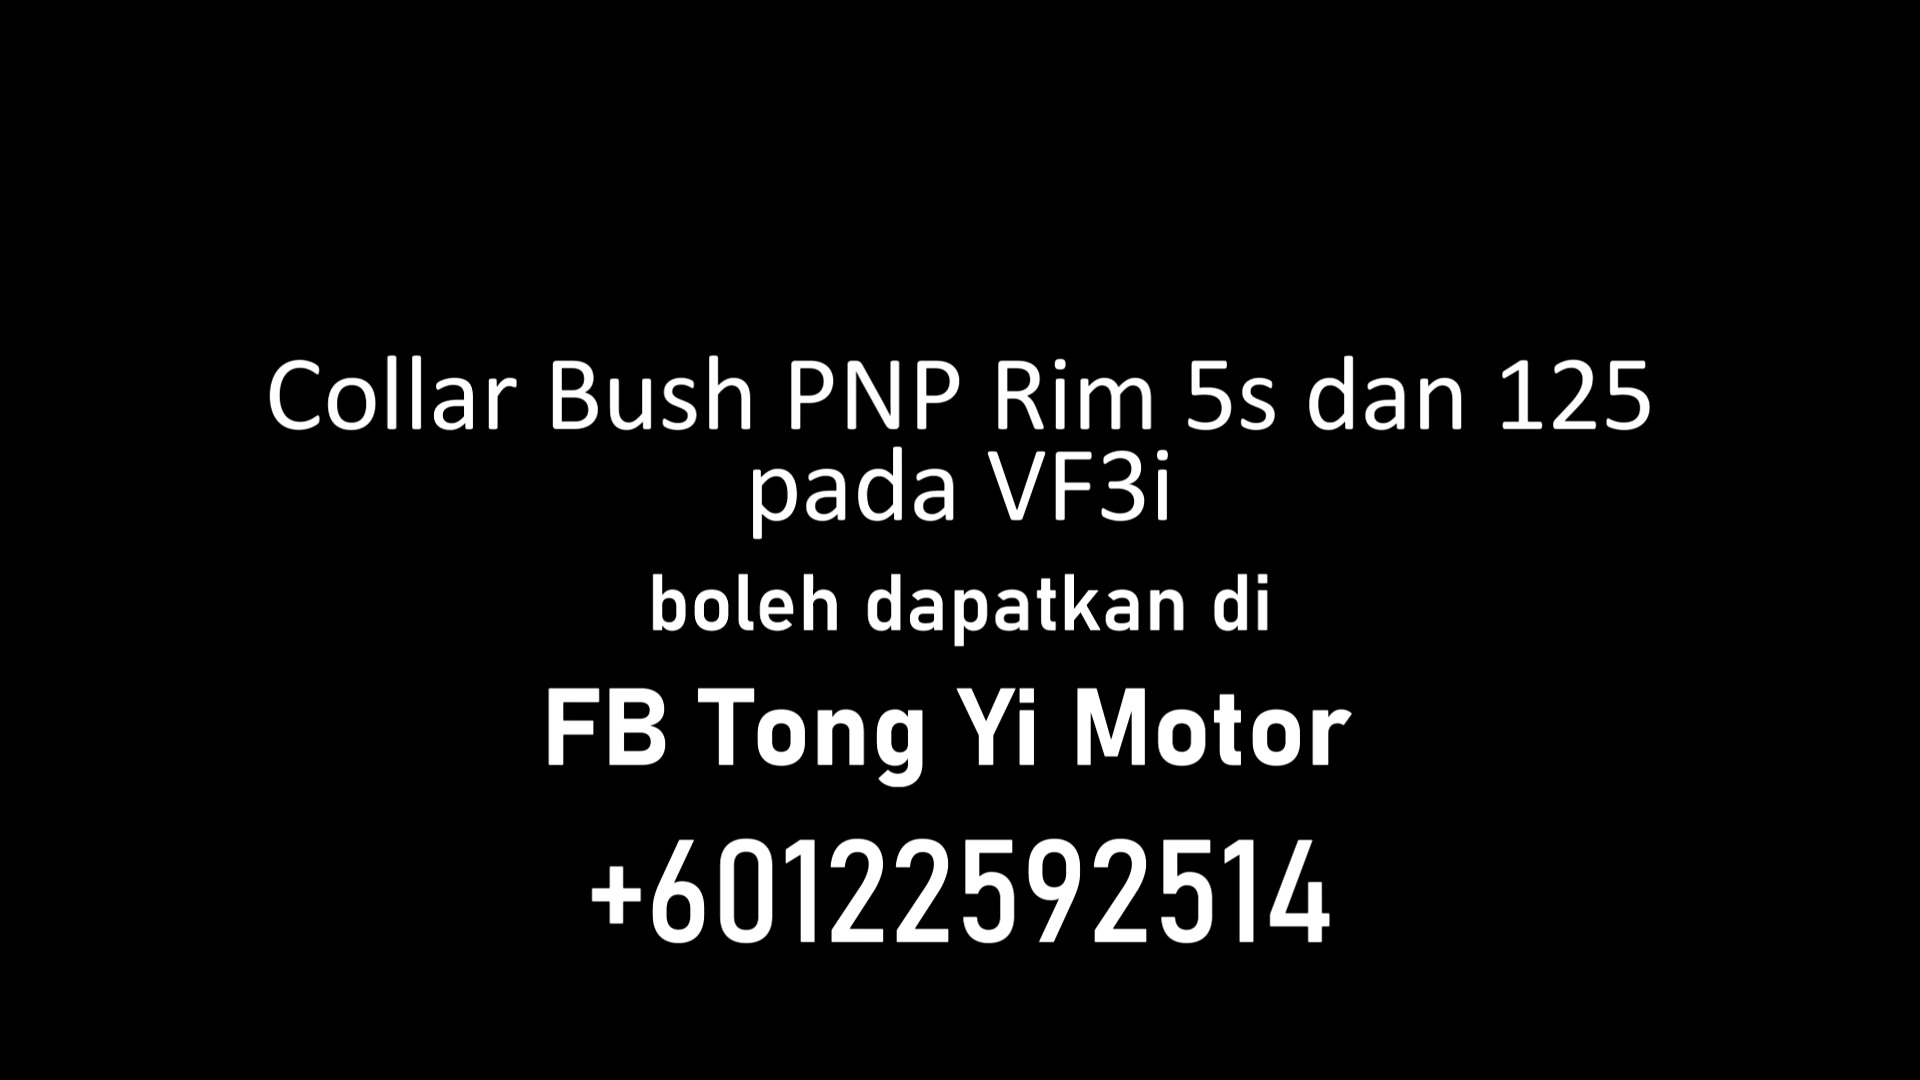 Collar Bush PNP Rim 5s dan 125
pada VF3i
boleh dapatkan di
FB Tong Yi Motor
+60122592514